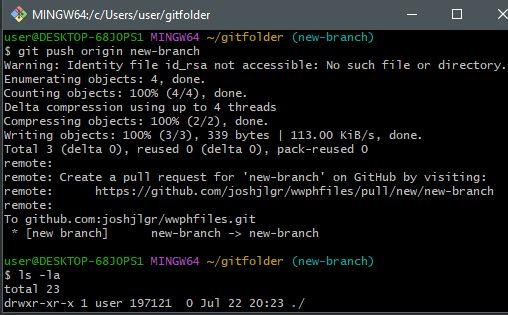 MINGW64:/c/Users/user/gitfolder
user@DESKTOP-68JOPS1 MINGW64 ~/gitfolder (new-branch)
$ git push origin new-branch
Warning: Identity file id_rsa not accessible: No such file or directory.
Enumerating objects: 4, done.
Counting objects: 100% (4/4), done.
Delta compression using up to 4 threads
Compressing objects: 100% (2/2), done.
Writing objects: 100% (3/3), 339 bytes | 113.00 KiB/s, done.
Total 3 (delta 0), reused 0 (delta 0), pack-reused 0
remote:
remote: Create a pull request for 'new-branch' on GitHub by visiting:
remote:      https://github.com/joshjlgr/wwphfiles/pull/new/new-branch
remote:
To github.com:joshjlgr/wwphfiles.git
 * [new branch]      new-branch -> new-branch
user@DESKTOP-68JOPS1 MINGW64 ~/gitfolder (new-branch)
$ ls -la
total 23
drwxr-xr-x 1 user 197121  0 Jul 22 20:23 ./